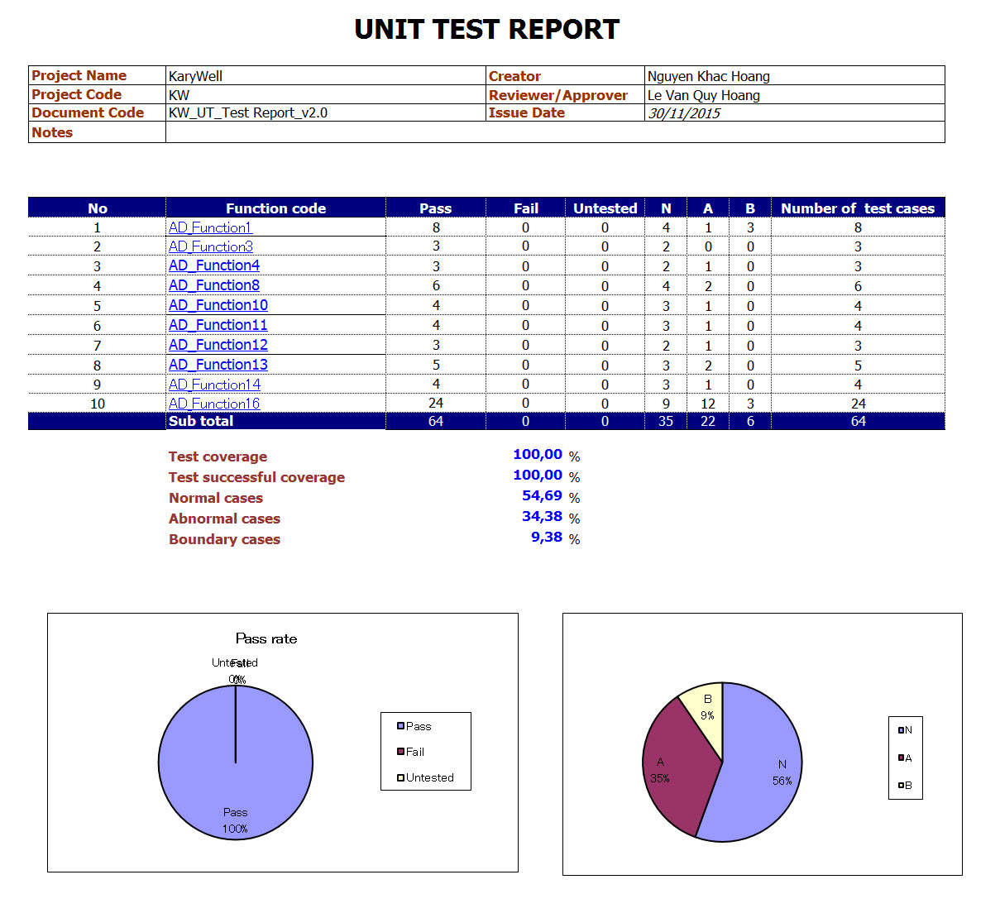 UNIT TEST REPORT
Project Name KaryWell Creator Nguyen Khac Hoang
Project Code KW Reviewer/Approver Le Van Quy Hoang
Document Code KW_UT_Test Report_v2.0 Issue Date 30/11/2015
Notes
No Function code Pass Fail Untested N A B Number of test cases
1 AD_Function1 8 0 0 4 1 3 8
2 AD_Function3 3 0 0 2 0 0 3
3 AD_Function4 3 0 0 2 1 0 3
4 AD_Function8 6 0 0 4 2 0 6
5 AD_Function10 4 0 0 3 1 0 4
6 AD_Function11 4 0 0 3 1 0 4
7 AD_Function12 3 0 0 2 1 0 3
8 AD_Function13 5 0 0 3 2 0 5
9 AD_Function14 4 0 0 3 1 0 4
10 AD_Function16 24 0 0 9 12 3 24
Sub total 64 0 0 35 22 6 64
Test coverage 100,00 %
Test successful coverage 100,00 %
Normal cases 54,69 %
Abnormal cases 34,38 %
Boundary cases 9,38 %
Pass rate
Untested
0%
Fail
0%
Pass
100%
Pass
Fail
Untested
B
9%
A
35%
N
56%
N
A
B